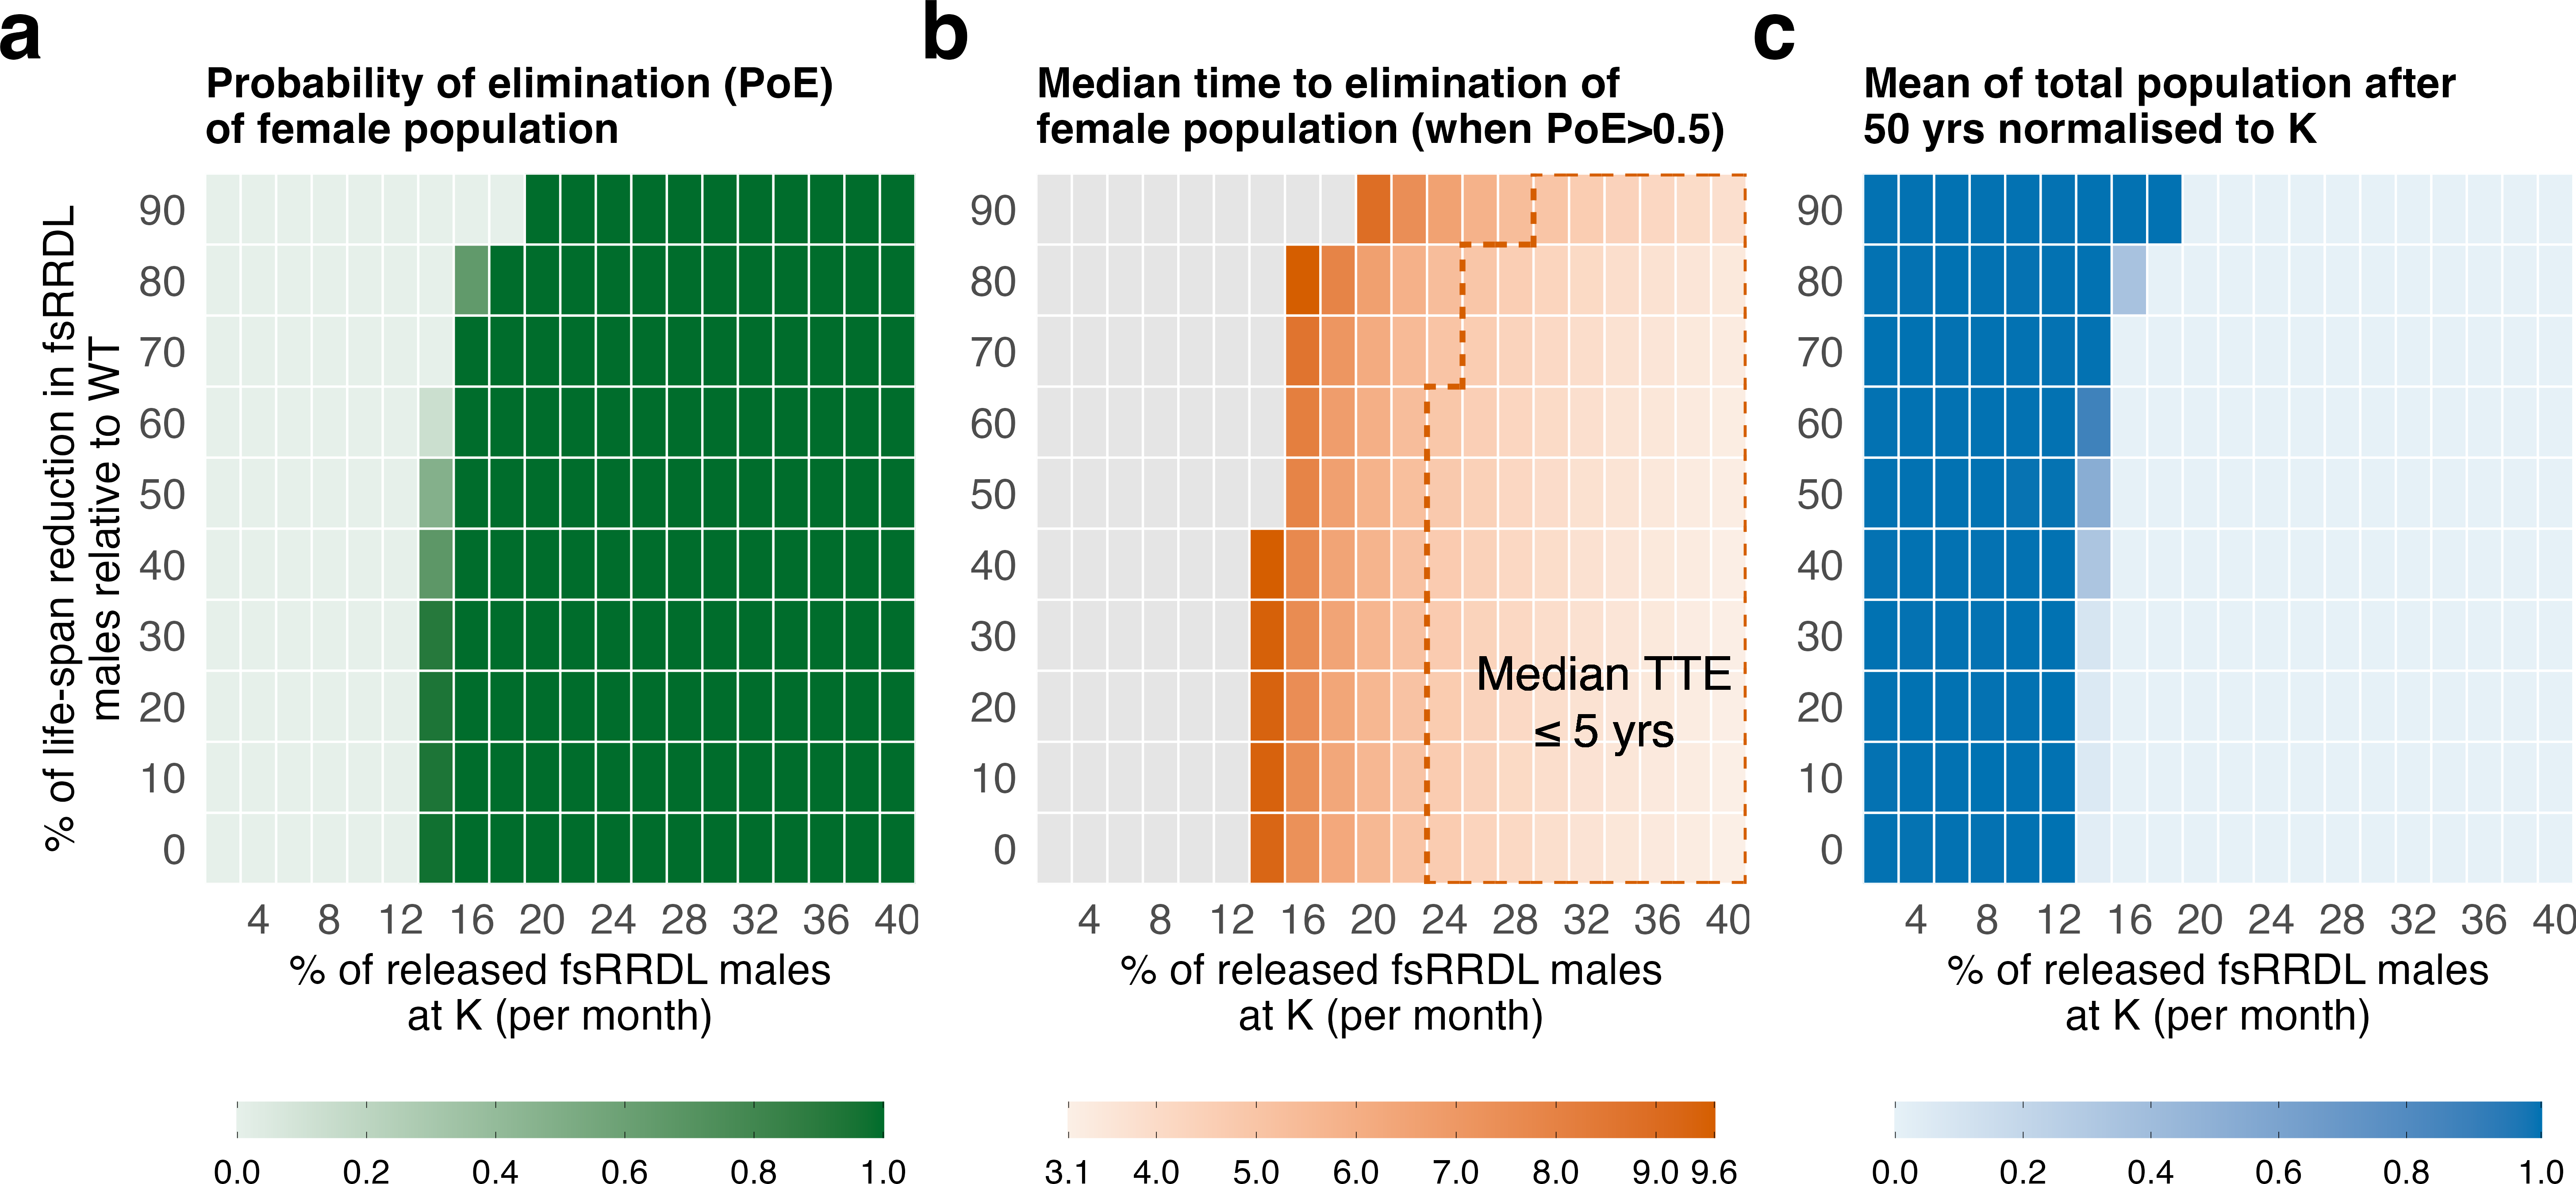 a
Probability of elimination (PoE)
of female population
% of life-span reduction in fsRRDL
males relative to WT
90
80
70
60
50
40
30
20
10
0
4 8 12 16 20 24 28 32 36 40
% of released fsRRDL males
at K (per month)
0.0 0.2 0.4 0.6 0.8 1.0
b
Median time to elimination of
female population (when PoE>0.5)
90
80
70
60
50
40
30
20
10
0
Median TTE
≤ 5 yrs
4 8 12 16 20 24 28 32 36 40
% of released fsRRDL males
at K (per month)
3.1 4.0 5.0 6.0 7.0 8.0 9.0 9.6
c
Mean of total population after
50 yrs normalised to K
90
80
70
60
50
40
30
20
10
0
4 8 12 16 20 24 28 32 36 40
% of released fsRRDL males
at K (per month)
0.0 0.2 0.4 0.6 0.8 1.0